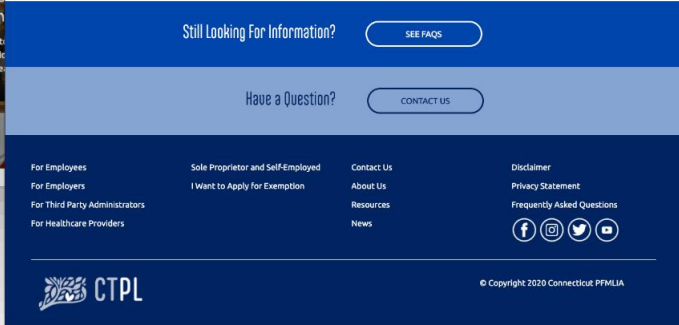 Still Looking For Information?
SEE FAQS
Have a Question?
CONTACT US
For Employees
For Employers
For Third Party Administrators
For Healthcare Providers
Sole Proprietor and Self-Employed
I Want to Apply for Exemption
Contact Us
About Us
Resources
News
Disclaimer
Privacy Statement
Frequently Asked Questions
CTPL
© Copyright 2020 Connecticut PFMLIA